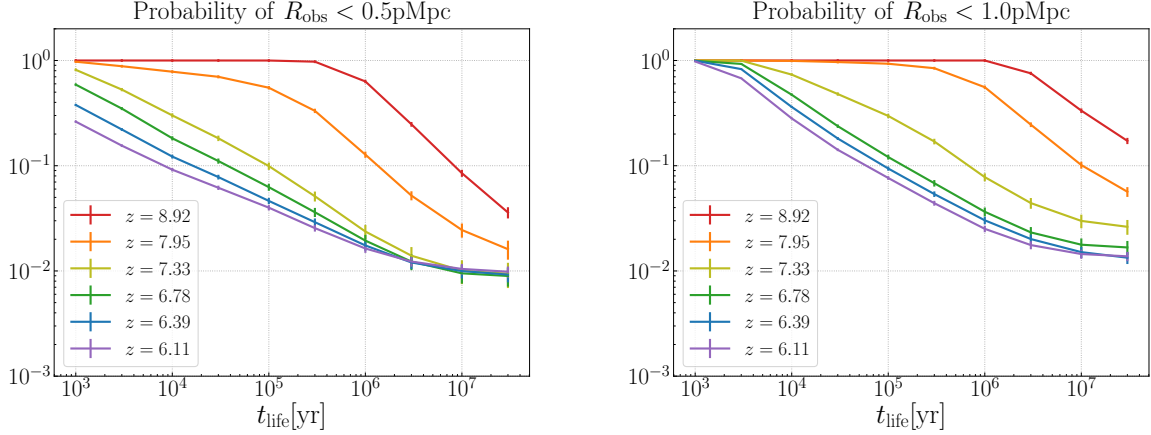 Probability of R_obs < 0.5pMpc
10^0
10^-1
10^-2
10^-3
z = 8.92
z = 7.95
z = 7.33
z = 6.78
z = 6.39
z = 6.11
10^3 10^4 10^5 10^6 10^7
t_life[yr]
Probability of R_obs < 1.0pMpc
10^0
10^-1
10^-2
10^-3
z = 8.92
z = 7.95
z = 7.33
z = 6.78
z = 6.39
z = 6.11
10^3 10^4 10^5 10^6 10^7
t_life[yr]